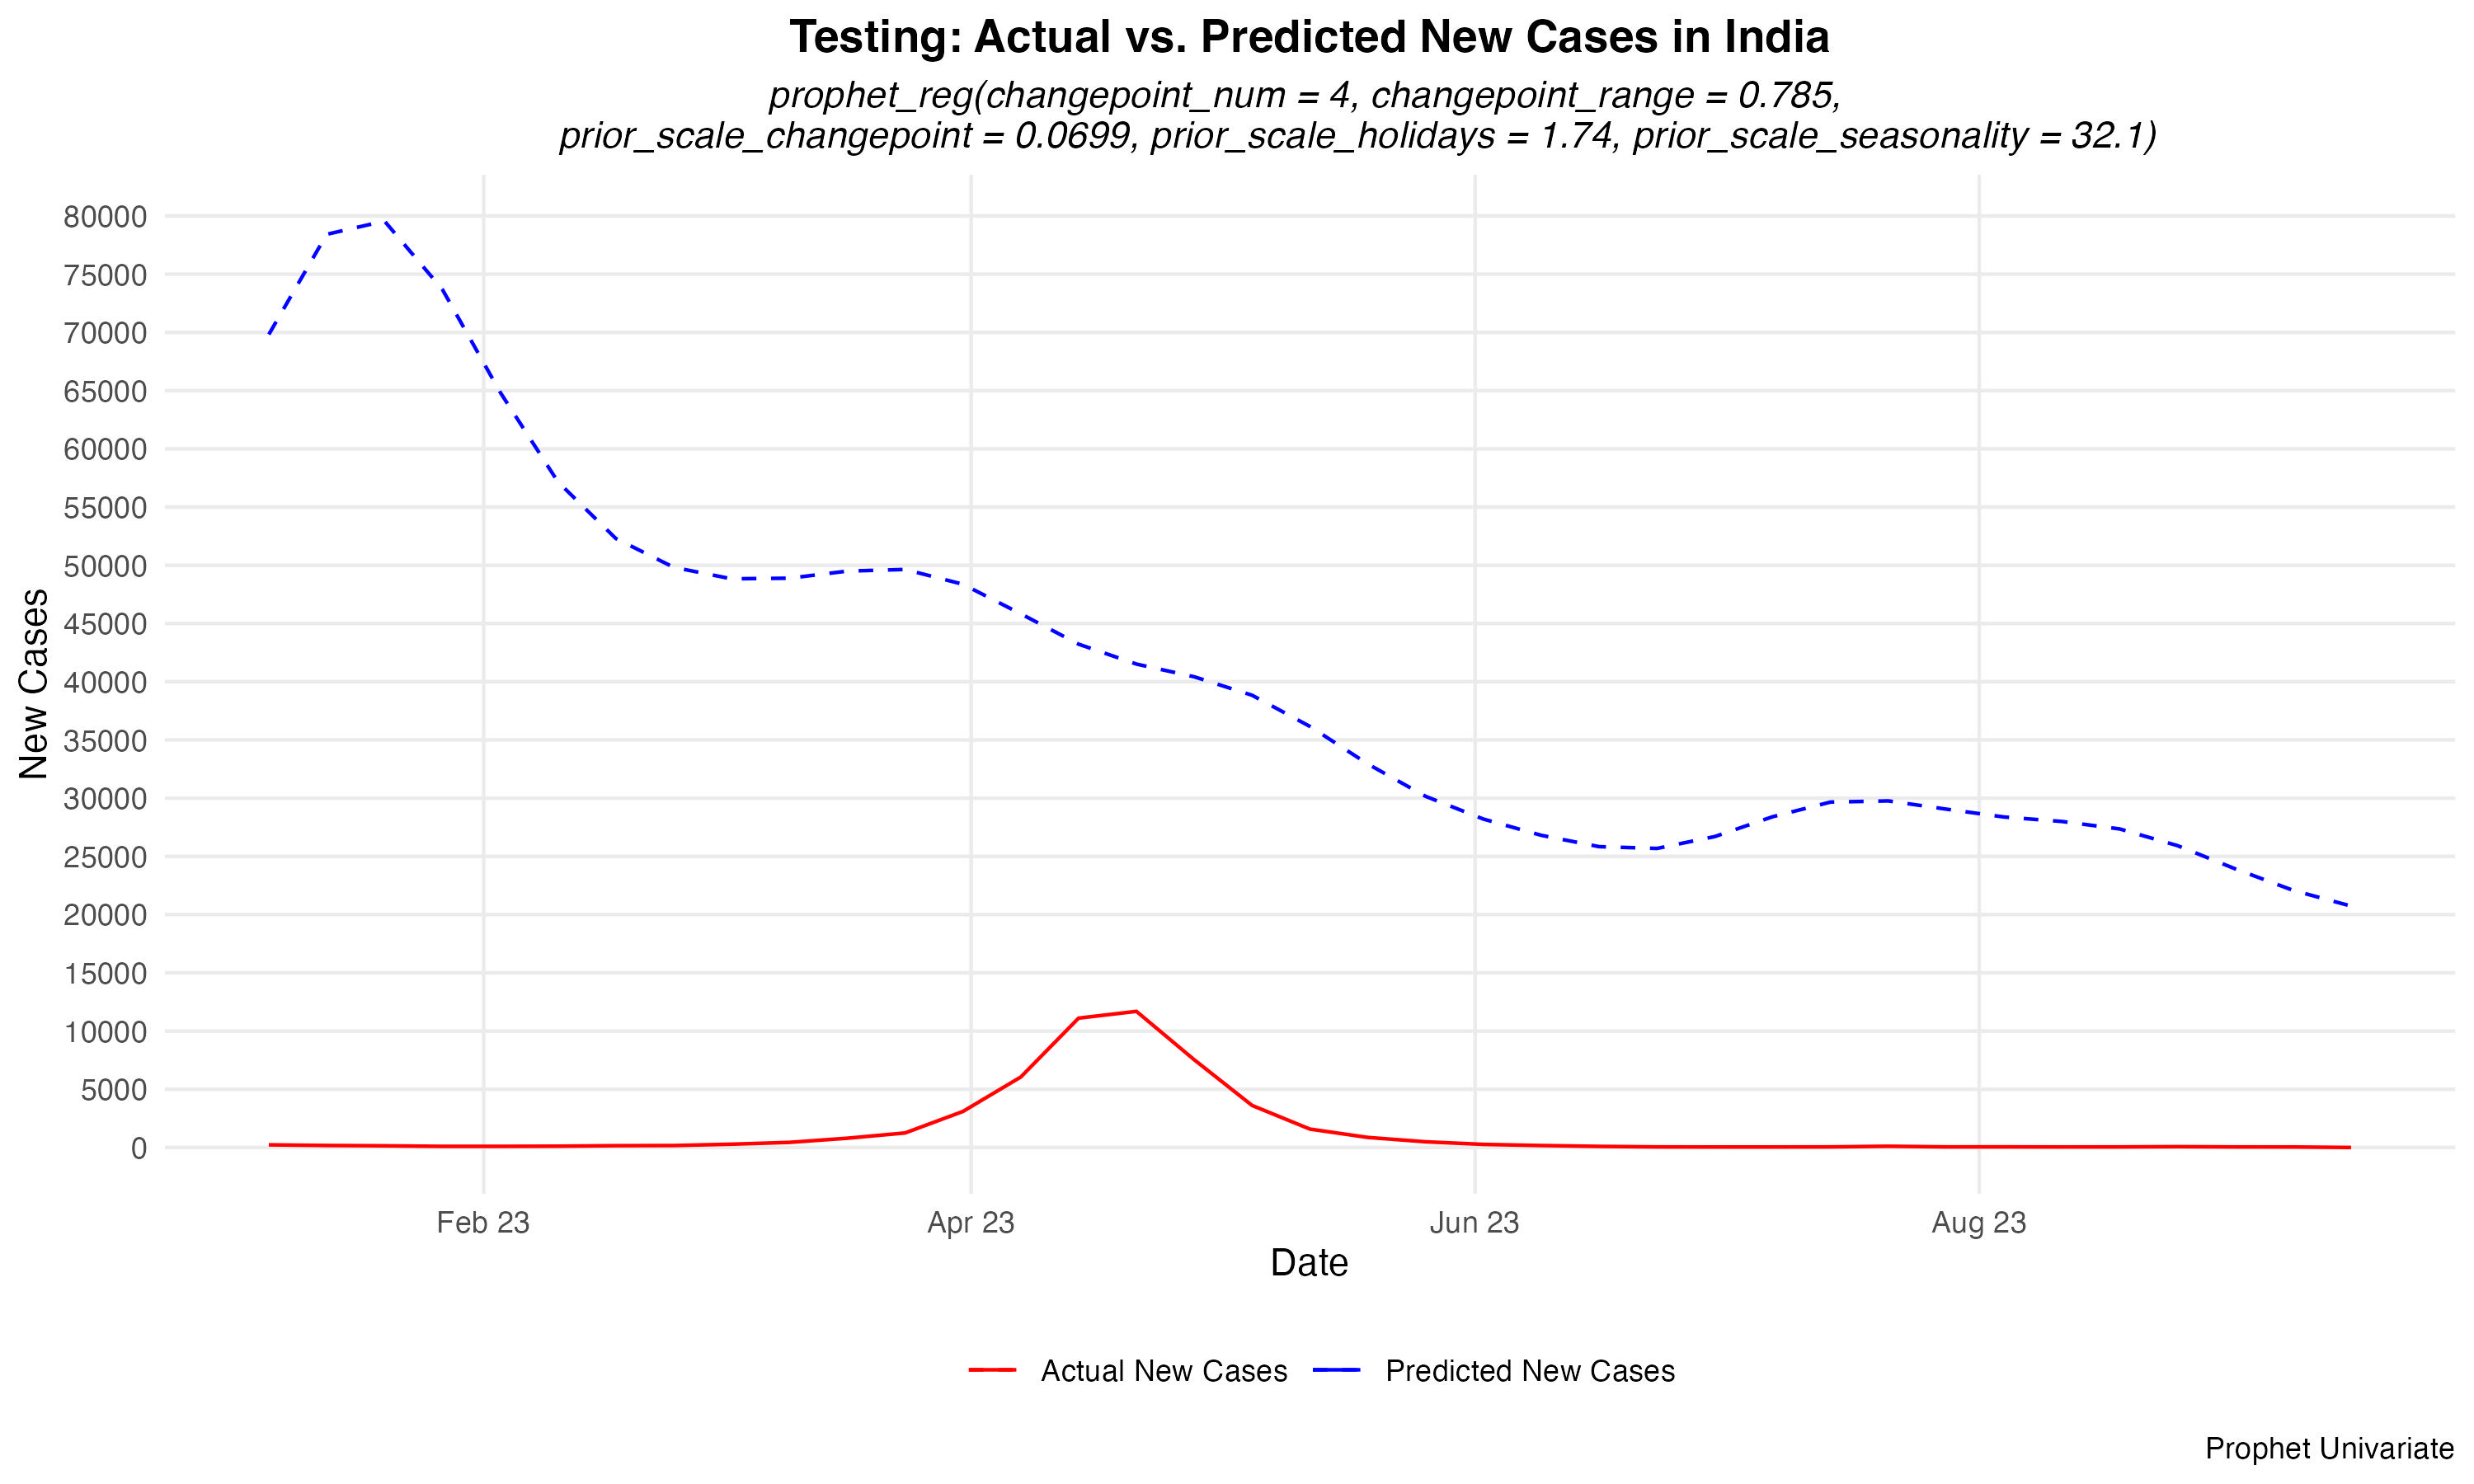 Testing: Actual vs. Predicted New Cases in India
prophet_reg(changepoint_num = 4, changepoint_range = 0.785,
prior_scale_changepoint = 0.0699, prior_scale_holidays = 1.74, prior_scale_seasonality = 32.1)
New Cases
80000
75000
70000
65000
60000
55000
50000
45000
40000
35000
30000
25000
20000
15000
10000
5000
0
Feb 23 Apr 23 Jun 23 Aug 23
Date
Actual New Cases Predicted New Cases
Prophet Univariate